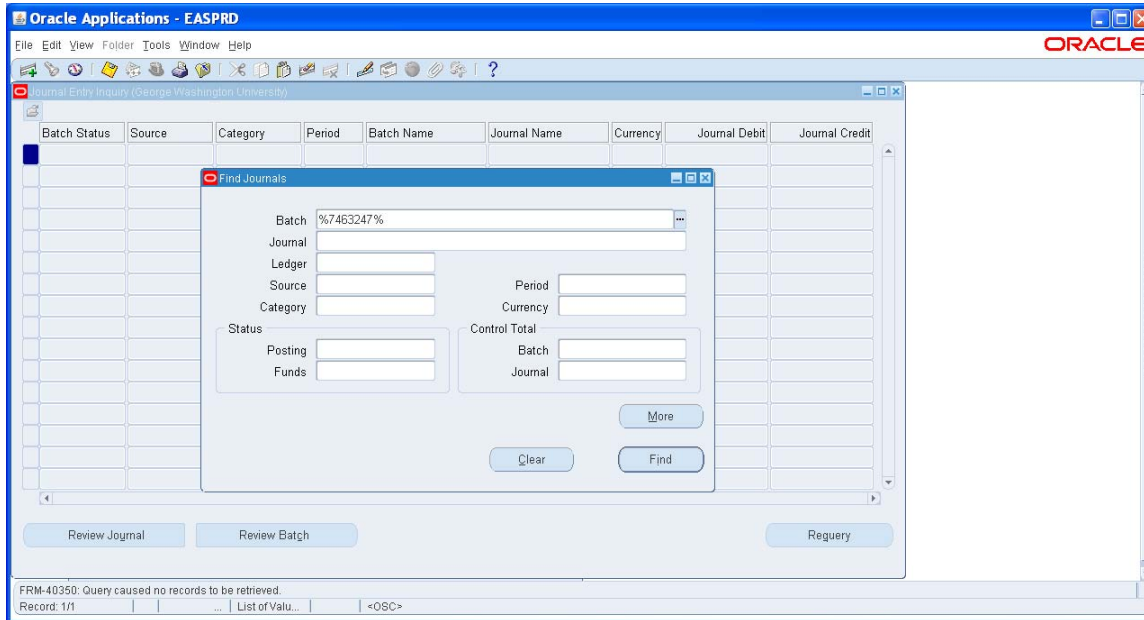 Oracle Applications - EASPRD
File Edit View Folder Tools Window Help
ORACLE
Journal Entry Inquiry (George Washington University)
Batch Status Source Category Period Batch Name Journal Name Currency Journal Debit Journal Credit
Find Journals
Batch %7463247%
Journal
Ledger
Source Period
Category Currency
Status Control Total
Posting Batch
Funds Journal
More
Clear Find
Review Journal Review Batch Requery
FRM-40350: Query caused no records to be retrieved.
Record: 1/1 ... List of Valu... <OSC>